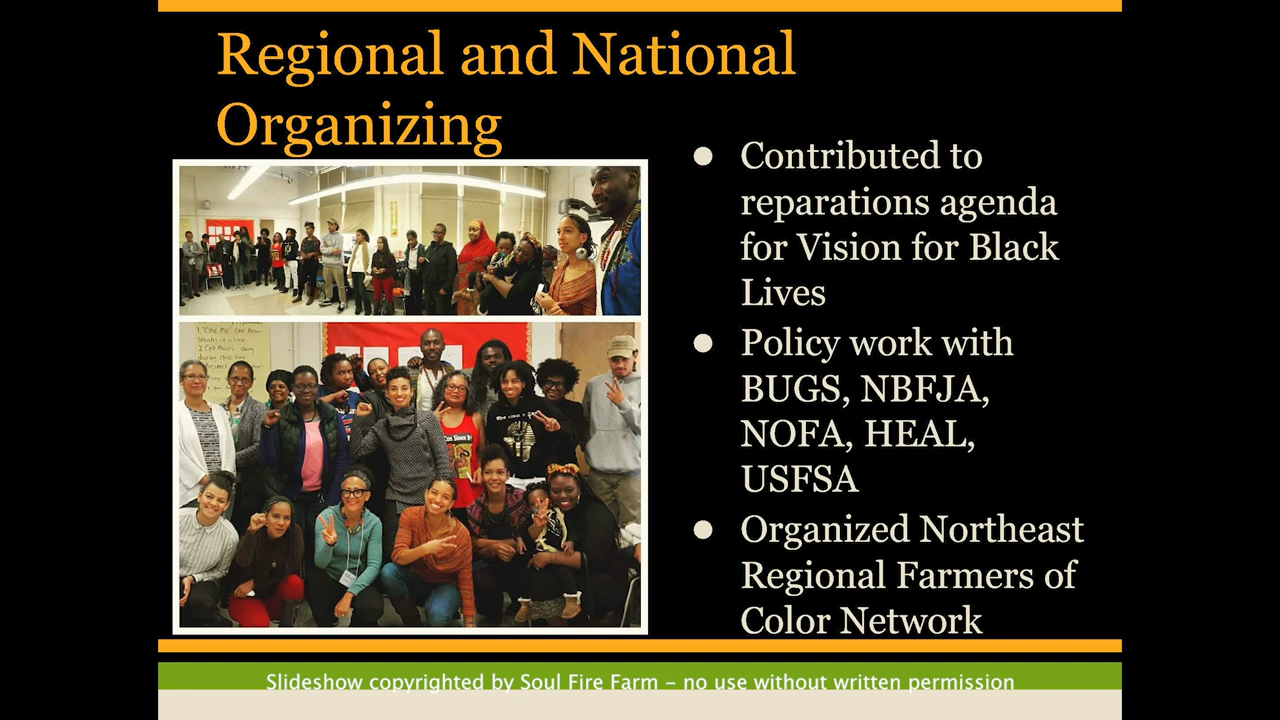 Regional and National
Organizing
Contributed to
reparations agenda
for Vision for Black
Lives
Policy work with
BUGS, NBFJA,
NOFA, HEAL,
USFSA
Organized Northeast
Regional Farmers of
Color Network
Slideshow copyrighted by Soul Fire Farm – no use without written permission